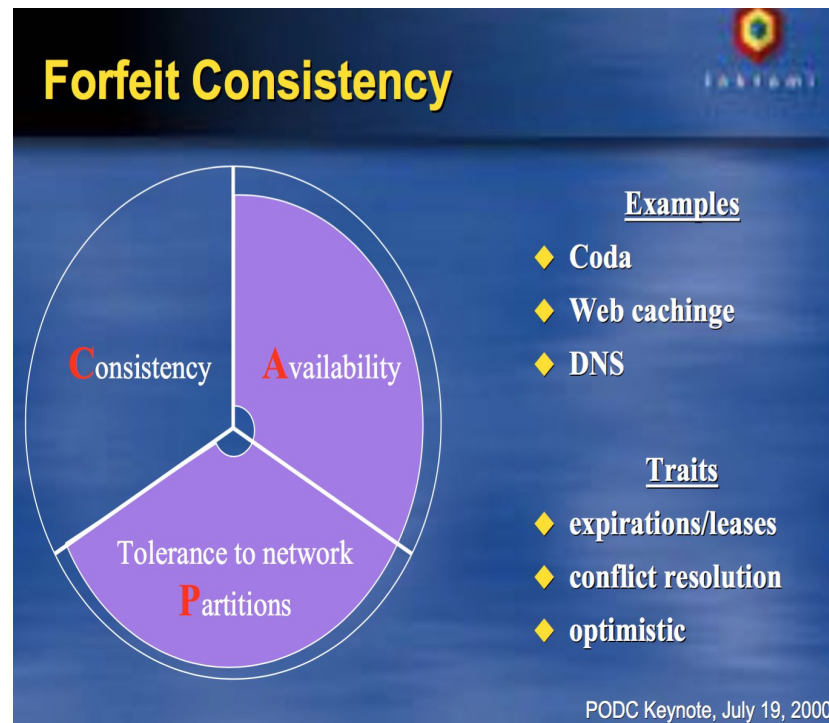 Forfeit Consistency
inktomi
Consistency
Availability
Tolerance to network
Partitions
Examples
Coda
Web cachinge
DNS
Traits
expirations/leases
conflict resolution
optimistic
PODC Keynote, July 19, 2000